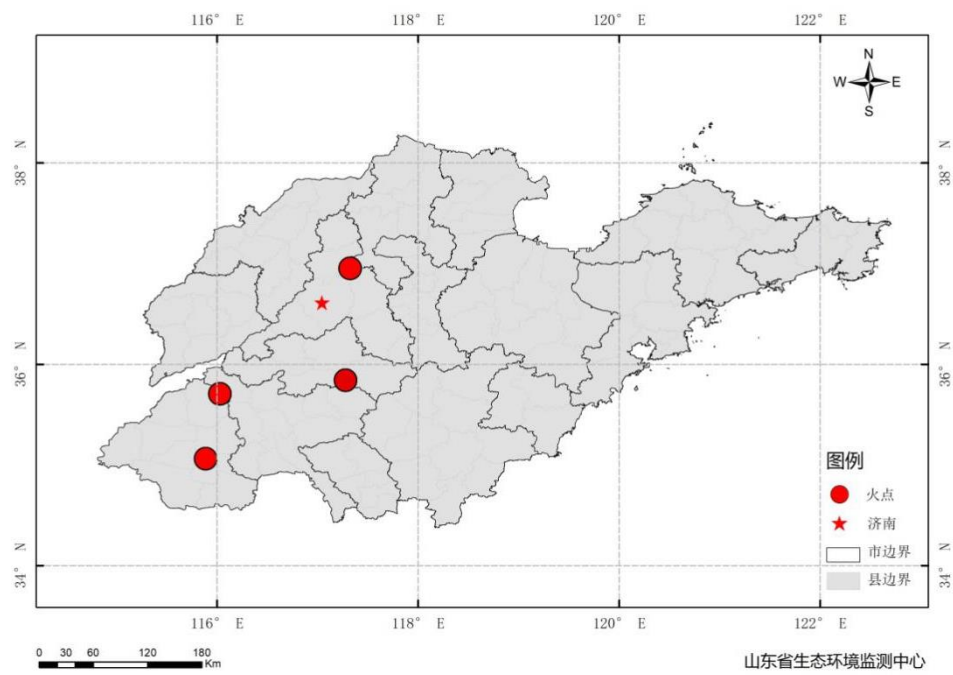 116° E 118° E 120° E 122° E
N
W E
S
38° N 38° N
36° N 36° N
34° N 34° N
图例
火点
济南
市边界
县边界
116° E 118° E 120° E 122° E
0 30 60 120 180
Km
山东省生态环境监测中心